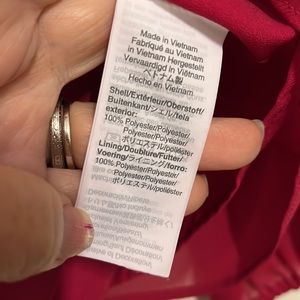 Made in Vietnam
Fabriqué au Vietnam
in Vietnam Hergestellt
Vervaardigd in Viëtnam
ベトナム製
Hecho en Vietnam
Shell/Extérieur/Oberstoff/
Buitenkant/シェル/tela
exterior:
100% Polyester/Polyester/
Polyester/Polyester/
ポリエステル/poliéster
Lining/Doublure/Futter/
Voering/ライニング/forro:
100% Polyester/Polyester/
Polyester/Polyester/
ポリエステル/poliéster